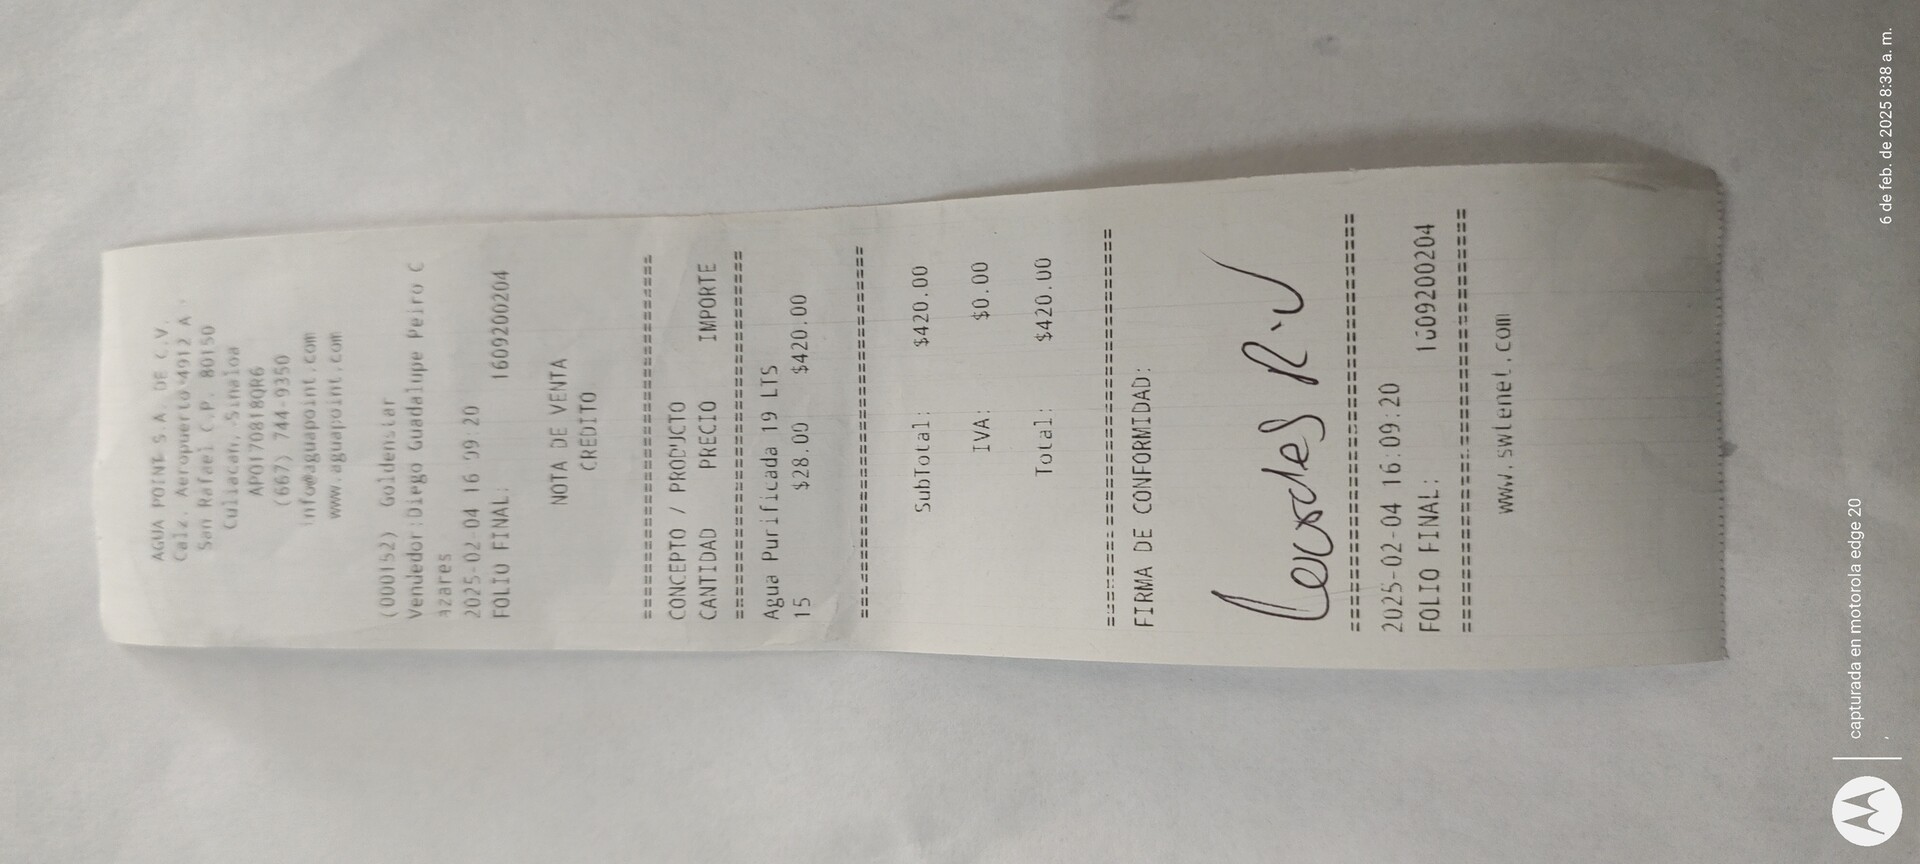 AGUA POINT S.A. DE C.V.
Calz. Aeropuerto 4912 A.
San Rafael C.P. 80150
Culiacan, Sinaloa
APO170818QR6
(667) 744-9350
info@aguapoint.com
www.aguapoint.com
(000152) Goldenstar
Vendedor:Diego Guadalupe Peiro C
azares
2025-02-04 16 09 20
FOLIO FINAL: 1609200204
NOTA DE VENTA
CREDITO
================================
CONCEPTO / PRODUCTO
CANTIDAD PRECIO IMPORTE
================================
Agua Purificada 19 LTS
15 $28.00 $420.00
================================
SubTotal: $420.00
IVA: $0.00
Total: $420.00
================================
FIRMA DE CONFORMIDAD:
================================
2025-02-04 16:09:20
FOLIO FINAL: 1609200204
================================
www.swtenet.com
capturada en motorola edge 20
6 de feb. de 2025 8:38 a. m.